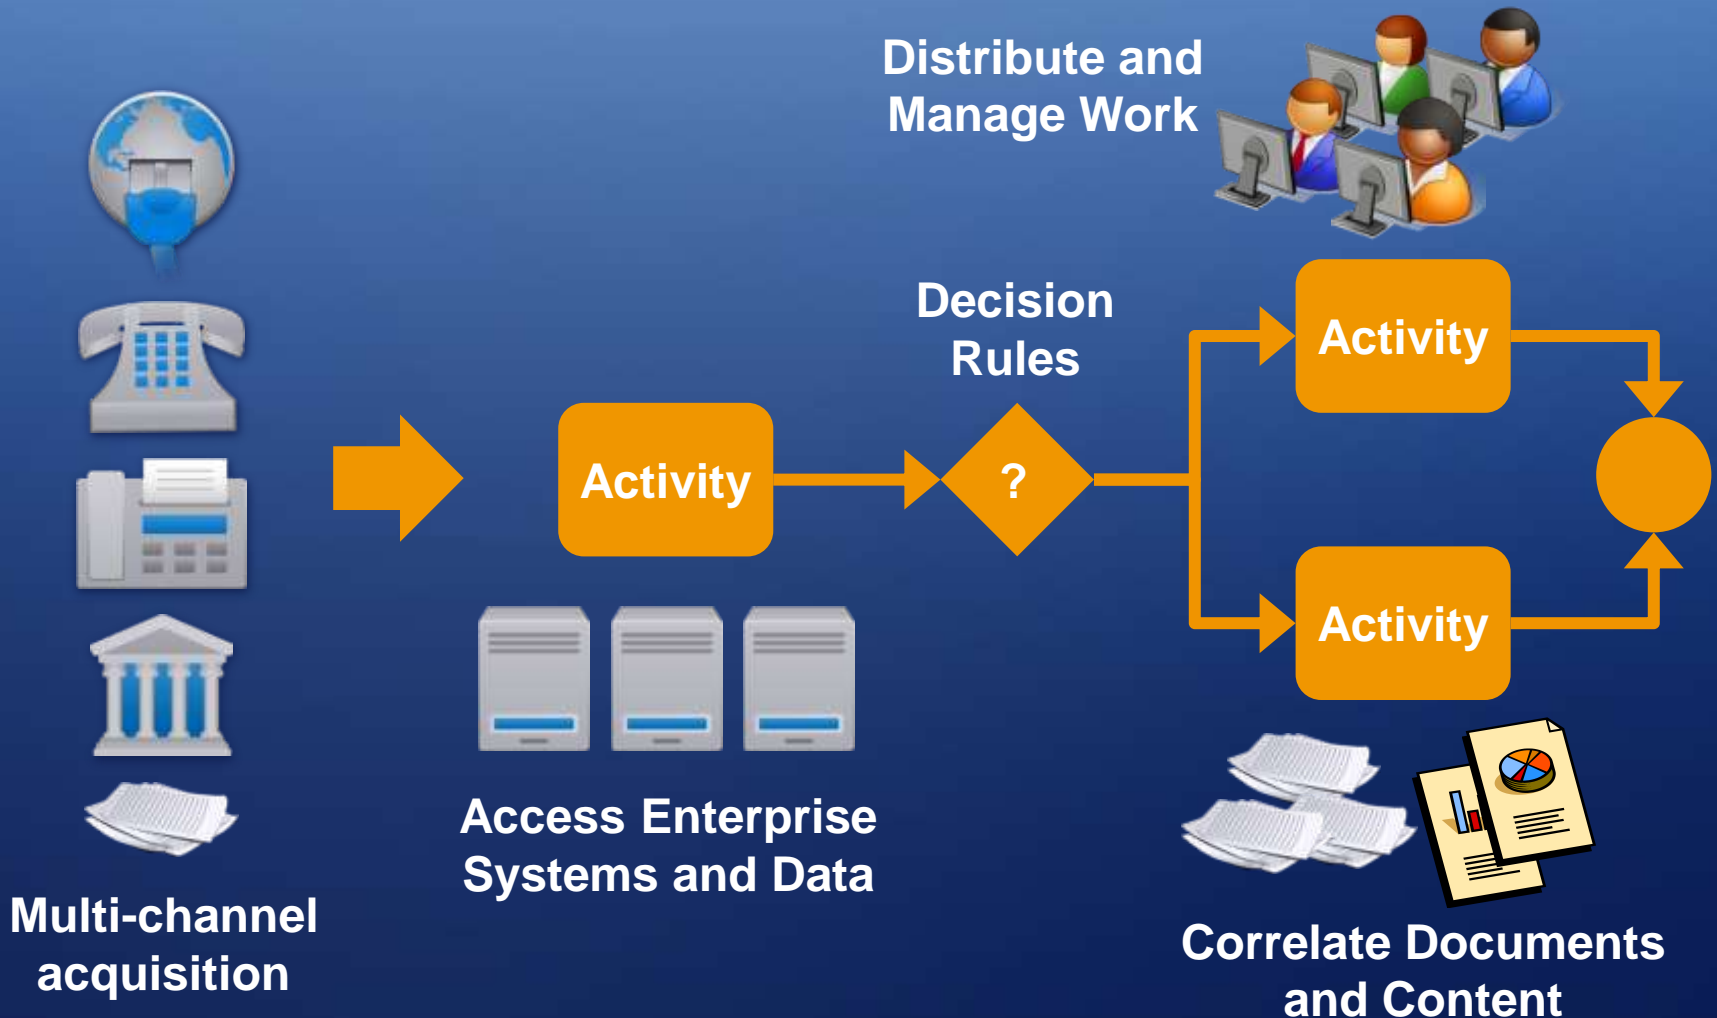 Distribute and
Manage Work
Decision
Rules
Activity
Activity
?
Activity
Access Enterprise
Systems and Data
Multi-channel
acquisition
Correlate Documents
and Content